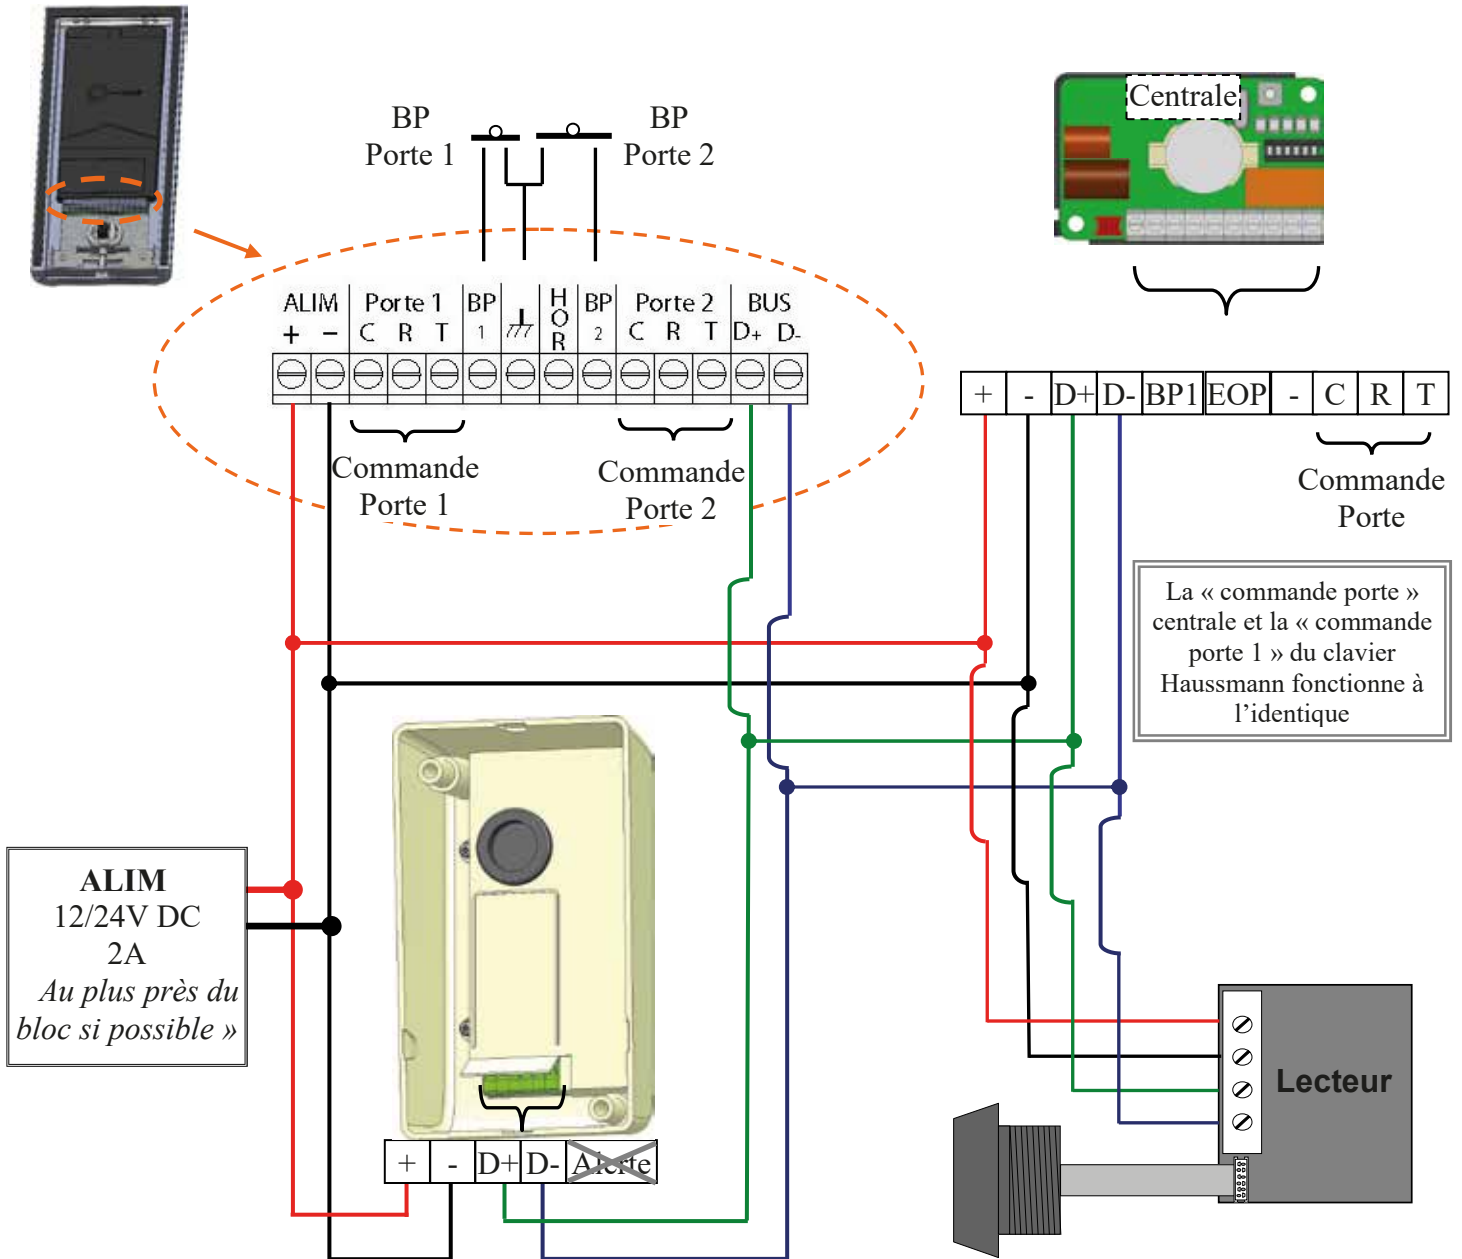 Centrale
BP
Porte 1
BP
Porte 2
ALIM Porte 1 BP HOR BP Porte 2 BUS
+ - C R T 1 2 C R T D+ D-
Commande
Porte 1
Commande
Porte 2
+ - D+ D- BP1 EOP - C R T
Commande
Porte
La « commande porte »
centrale et la « commande
porte 1 » du clavier
Haussmann fonctionne à
l’identique
ALIM
12/24V DC
2A
Au plus près du
bloc si possible »
Lecteur
+ - D+ D- Alerte